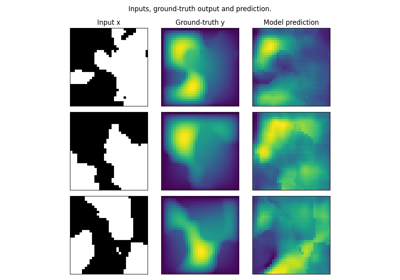 Inputs, ground-truth output and prediction.
Input x
Ground-truth y
Model prediction